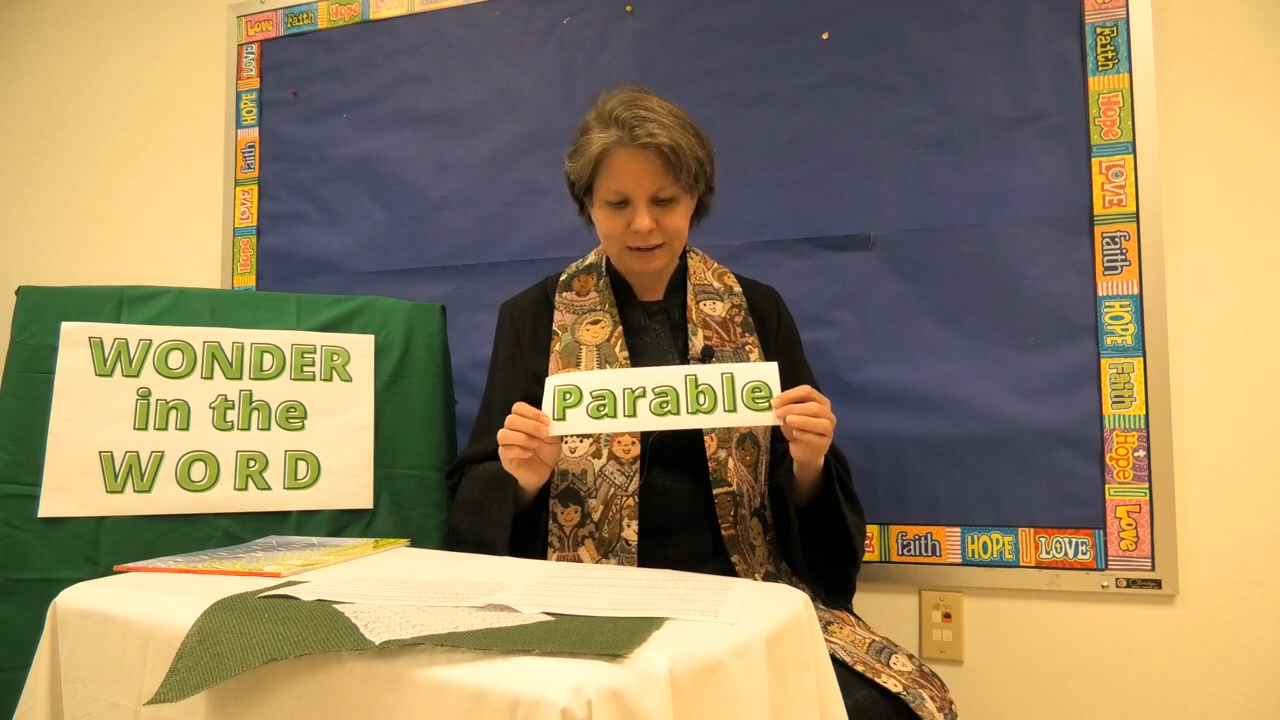 Love Faith Hope
LOVE
HOPE
faith
LOVE
Hope
Faith
Hope
LOVE
faith
HOPE
Faith
Hope
Love
faith HOPE LOVE
WONDER
in the
WORD
Parable